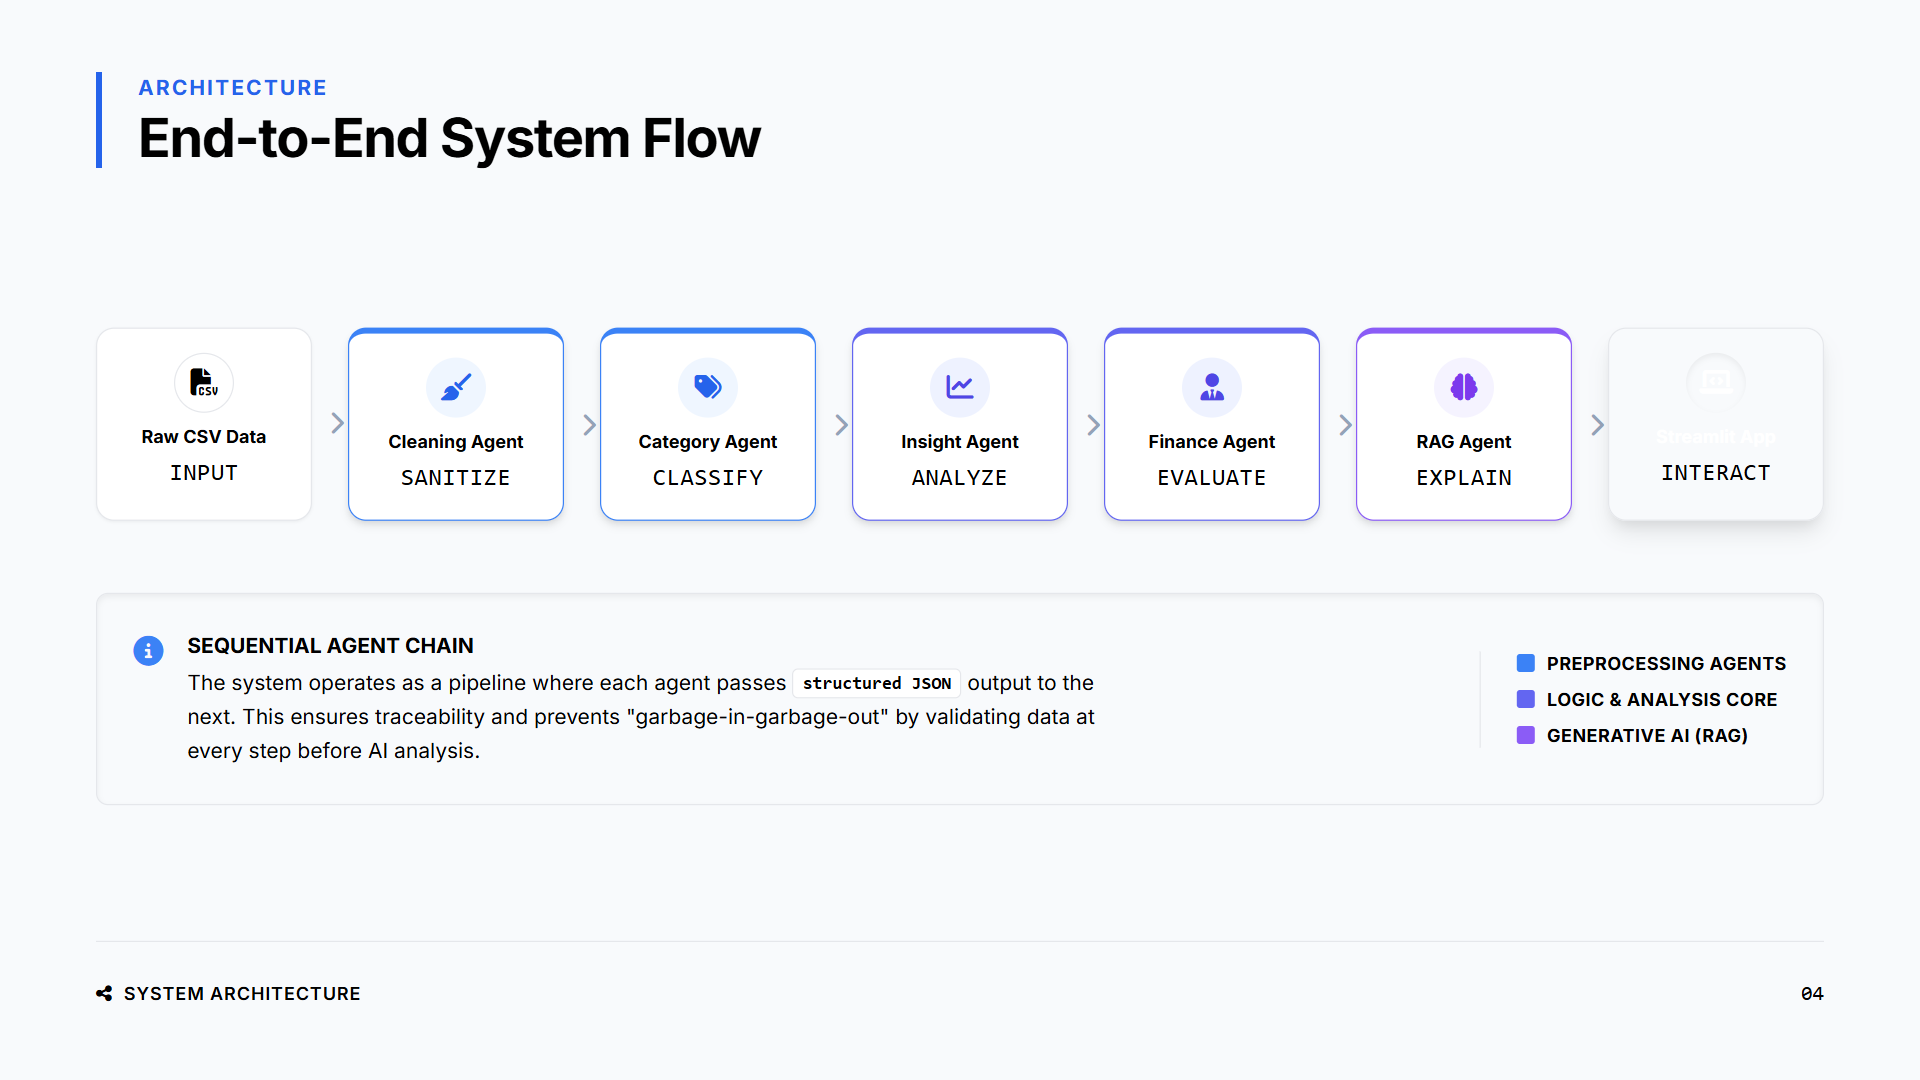 ARCHITECTURE
End-to-End System Flow
CSV
Raw CSV Data
INPUT
Cleaning Agent
SANITIZE
Category Agent
CLASSIFY
Insight Agent
ANALYZE
Finance Agent
EVALUATE
RAG Agent
EXPLAIN
Streamlit App
INTERACT
SEQUENTIAL AGENT CHAIN
The system operates as a pipeline where each agent passes structured JSON output to the
next. This ensures traceability and prevents "garbage-in-garbage-out" by validating data at
every step before AI analysis.
PREPROCESSING AGENTS
LOGIC & ANALYSIS CORE
GENERATIVE AI (RAG)
SYSTEM ARCHITECTURE
04